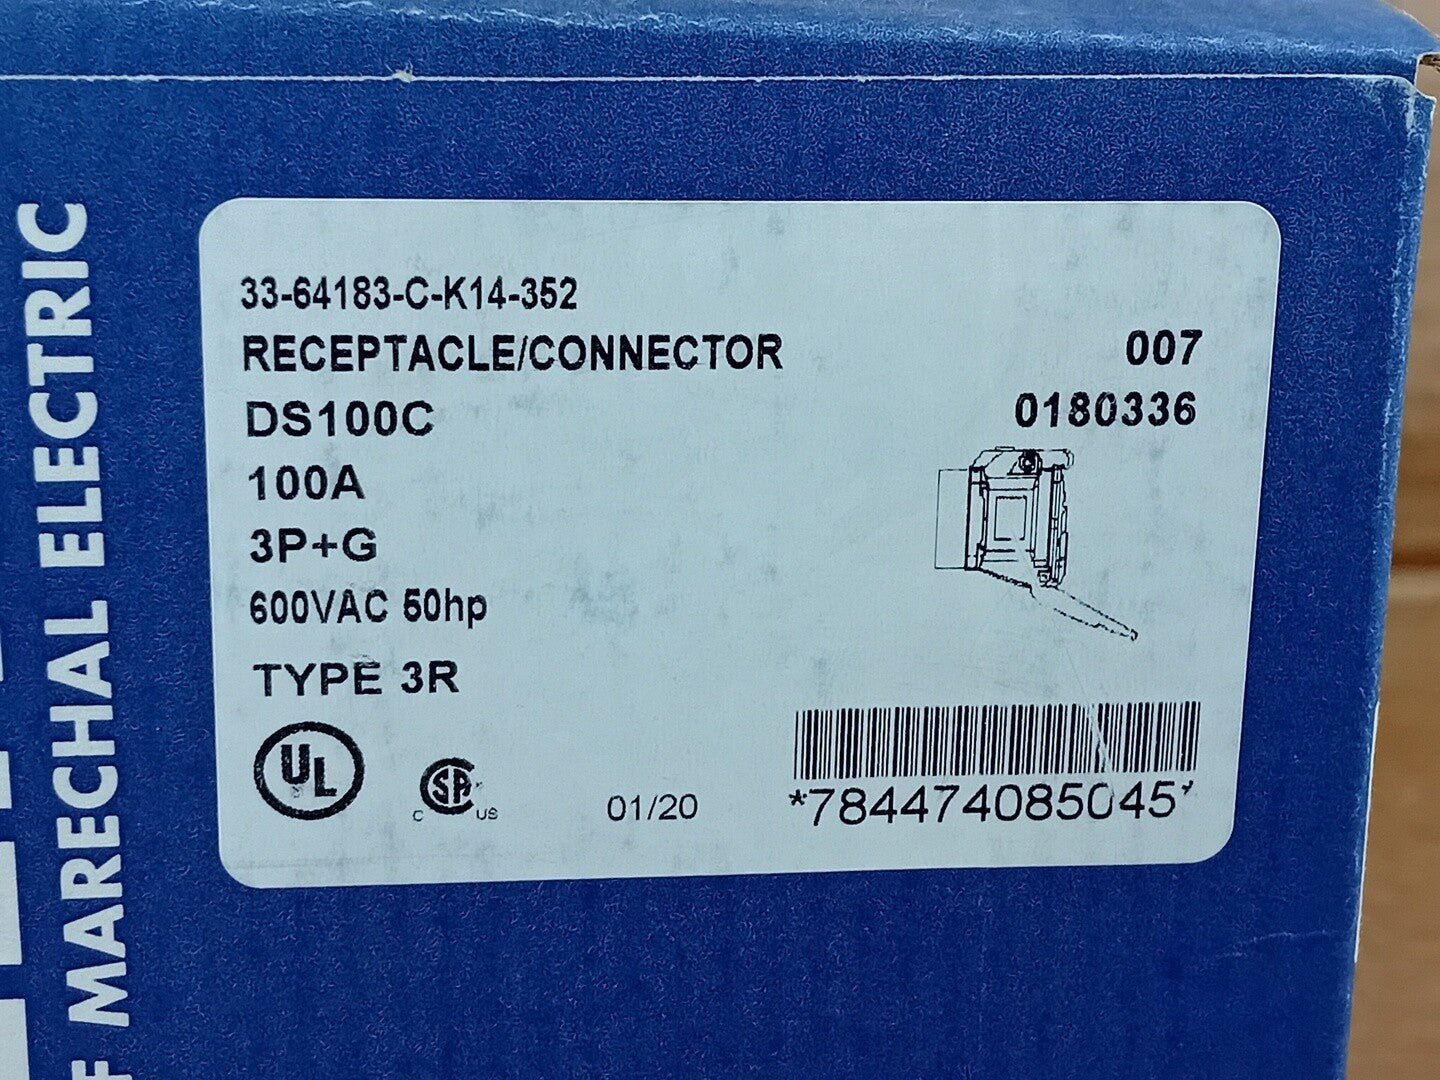 MARECHAL ELECTRIC
33-64183-C-K14-352
RECEPTACLE/CONNECTOR
007
DS100C
0180336
100A
3P+G
600VAC 50hp
TYPE 3R
UL
C SA US
01/20
*784474085045*